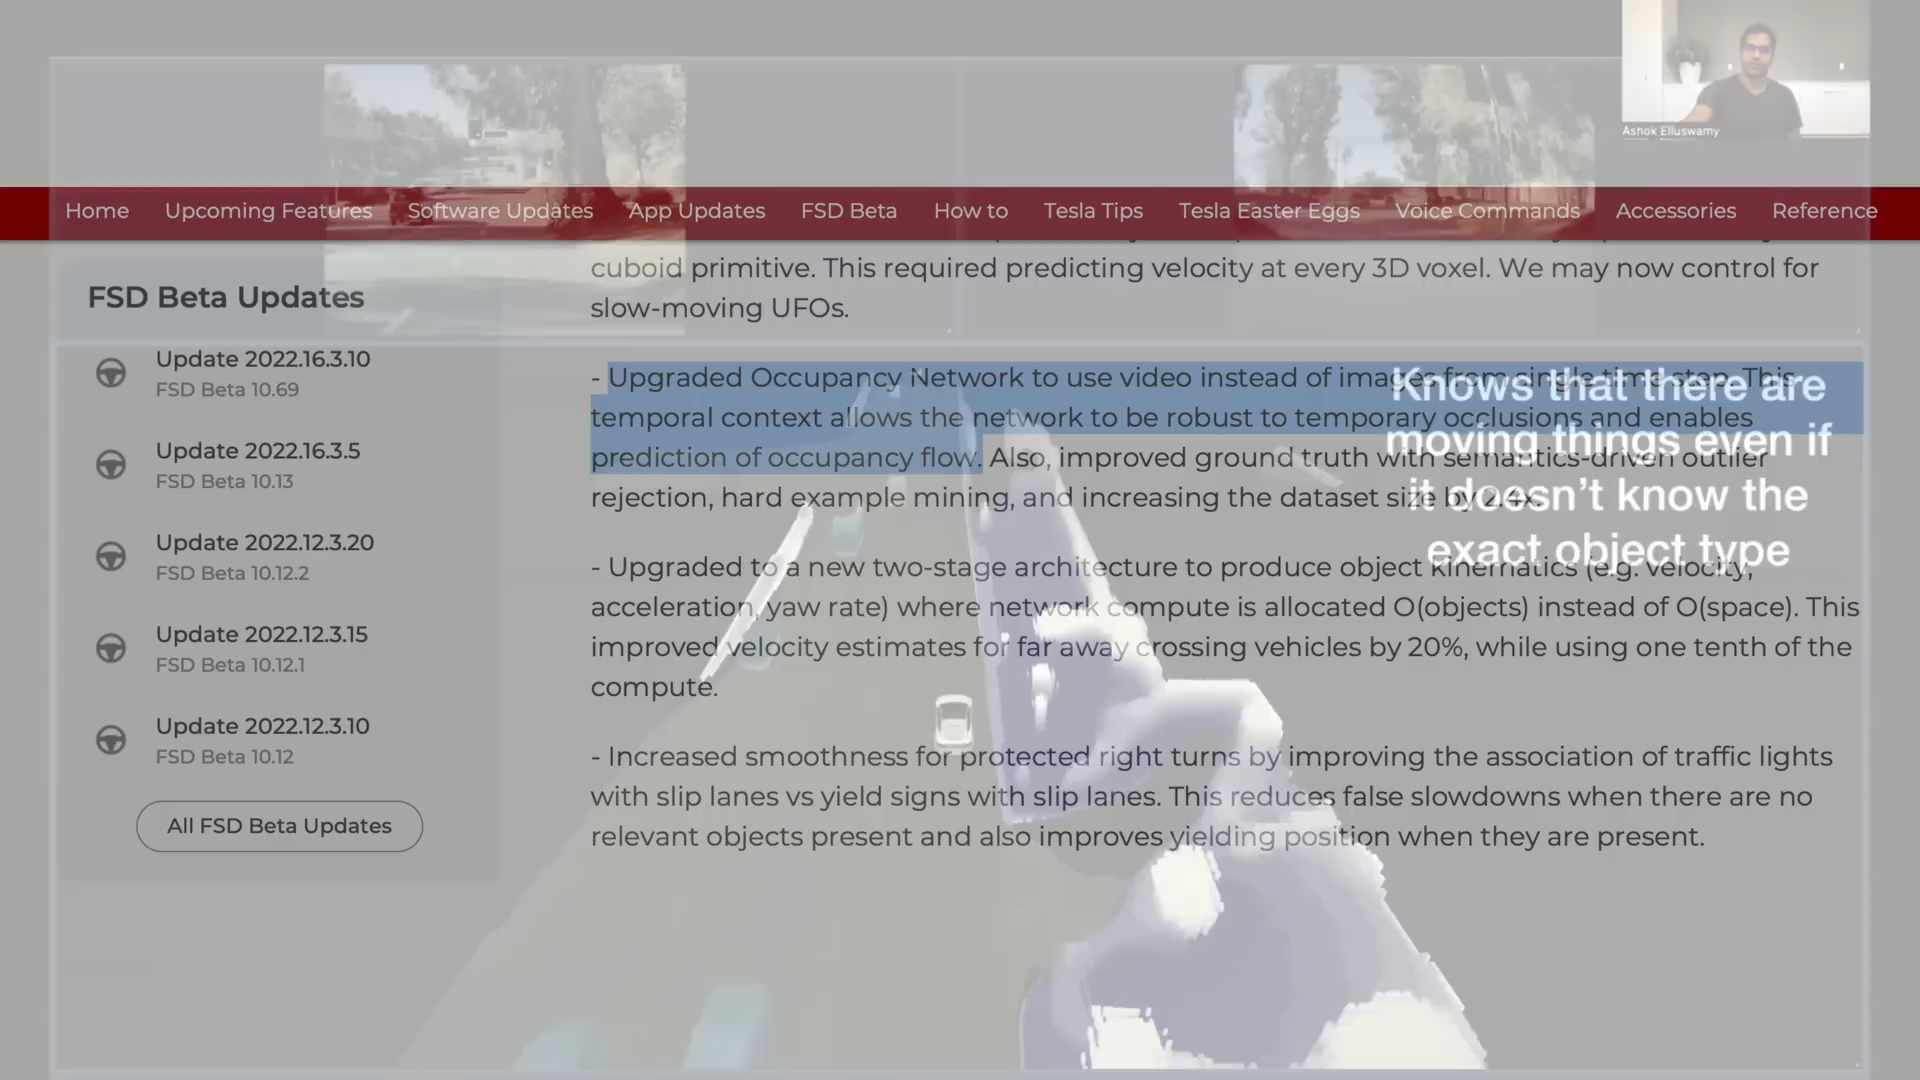 Ashok Elluswamy
Home Upcoming Features Software Updates App Updates FSD Beta How to Tesla Tips Tesla Easter Eggs Voice Commands Accessories Reference
FSD Beta Updates
Update 2022.16.3.10
FSD Beta 10.69
Update 2022.16.3.5
FSD Beta 10.13
Update 2022.12.3.20
FSD Beta 10.12.2
Update 2022.12.3.15
FSD Beta 10.12.1
Update 2022.12.3.10
FSD Beta 10.12
All FSD Beta Updates
cuboid primitive. This required predicting velocity at every 3D voxel. We may now control for
slow-moving UFOs.
- Upgraded Occupancy Network to use video instead of images from single time step. This
temporal context allows the network to be robust to temporary occlusions and enables
prediction of occupancy flow. Also, improved ground truth with semantics-driven outlier
rejection, hard example mining, and increasing the dataset size by 2.4x.
- Upgraded to a new two-stage architecture to produce object kinematics (e.g. velocity,
acceleration, yaw rate) where network compute is allocated O(objects) instead of O(space). This
improved velocity estimates for far away crossing vehicles by 20%, while using one tenth of the
compute.
- Increased smoothness for protected right turns by improving the association of traffic lights
with slip lanes vs yield signs with slip lanes. This reduces false slowdowns when there are no
relevant objects present and also improves yielding position when they are present.
Knows that there are
moving things even if
it doesn't know the
exact object type